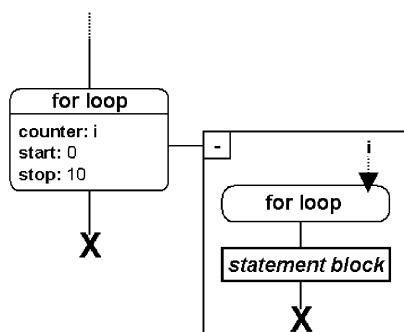 for loop
counter: i
start: 0
stop: 10
X
-
i
for loop
statement block
X